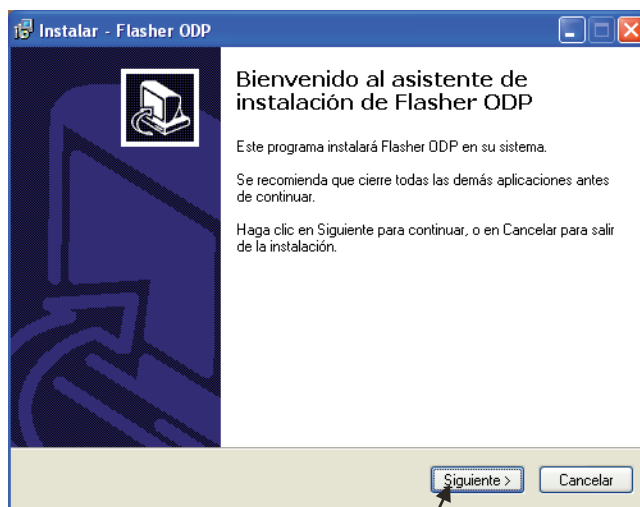 Instalar - Flasher ODP
Bienvenido al asistente de
instalación de Flasher ODP
Este programa instalará Flasher ODP en su sistema.
Se recomienda que cierre todas las demás aplicaciones antes
de continuar.
Haga clic en Siguiente para continuar, o en Cancelar para salir
de la instalación.
Siguiente >
Cancelar